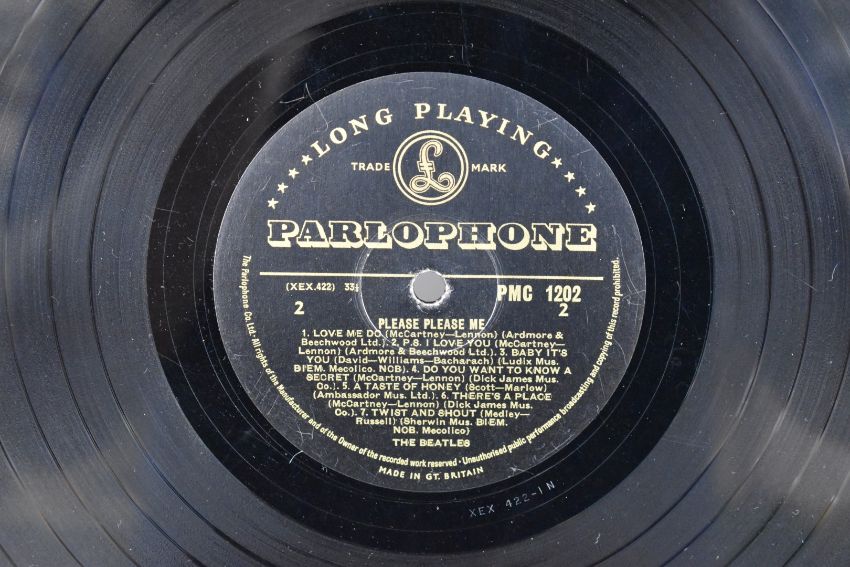 LONG PLAYING
TRADE £ MARK
PARLOPHONE
(XEX.422) 33⅓
PMC 1202
2
2
PLEASE PLEASE ME
1. LOVE ME DO (McCartney—Lennon) (Ardmore &
Beechwood Ltd.). 2. P.S. I LOVE YOU (McCartney—
Lennon) (Ardmore & Beechwood Ltd.) 3. BABY IT'S
YOU (David—Williams—Bacharach) (Ludix Mus.
BIEM. Mecolico. NCB). 4. DO YOU WANT TO KNOW A
SECRET (McCartney—Lennon) (Dick James Mus.
Co.). 5. A TASTE OF HONEY (Scott—Marlow)
(Ambassador Mus. Ltd.). 6. THERE'S A PLACE
(McCartney—Lennon) (Dick James Mus.
Co.). 7. TWIST AND SHOUT (Medley—
Russell) (Sherwin Mus. BIEM.
NCB. Mecolico)
THE BEATLES
The Parlophone Co. Ltd. All rights of the Manufacturer and of the Owner of the recorded work reserved · Unauthorised public performance broadcasting and copying of this record prohibited.
MADE IN GT. BRITAIN
XEX 422-1N